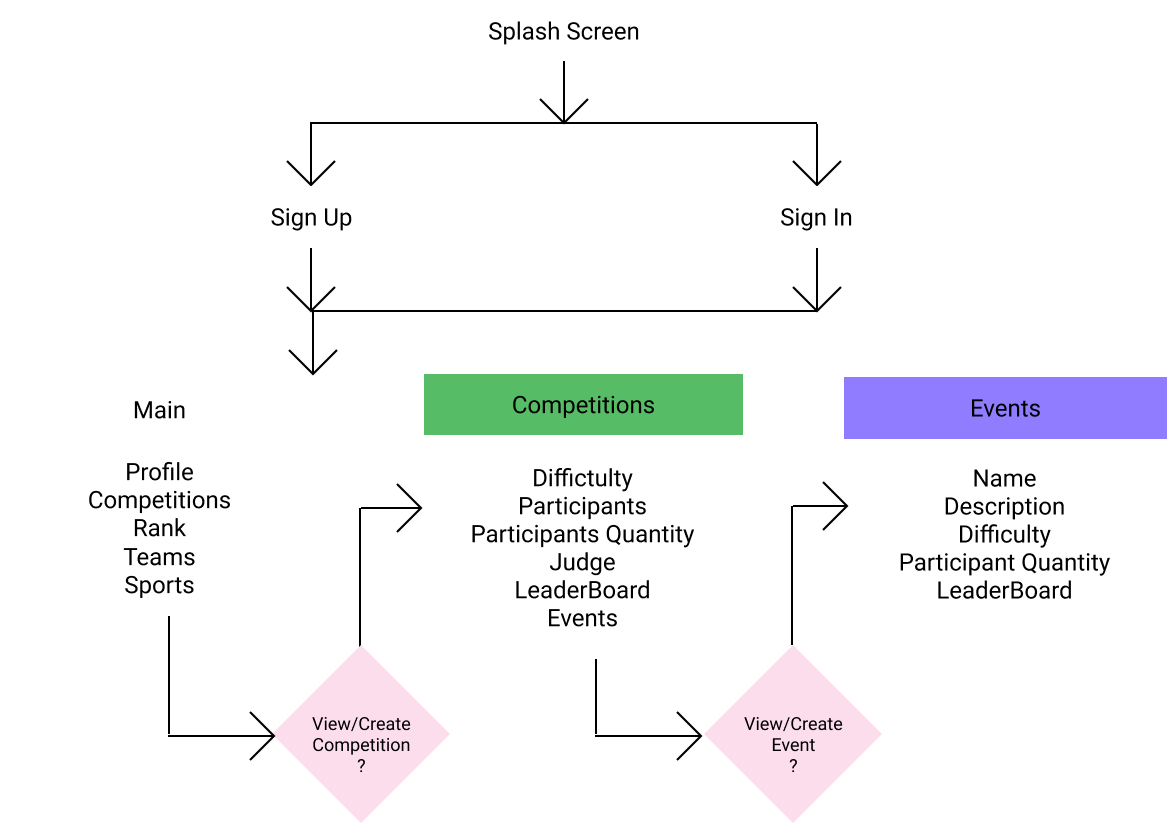 Splash Screen
Sign Up
Sign In
Main
Profile
Competitions
Rank
Teams
Sports
View/Create
Competition
?
Competitions
Diffictulty
Participants
Participants Quantity
Judge
LeaderBoard
Events
View/Create
Event
?
Events
Name
Description
Difficulty
Participant Quantity
LeaderBoard